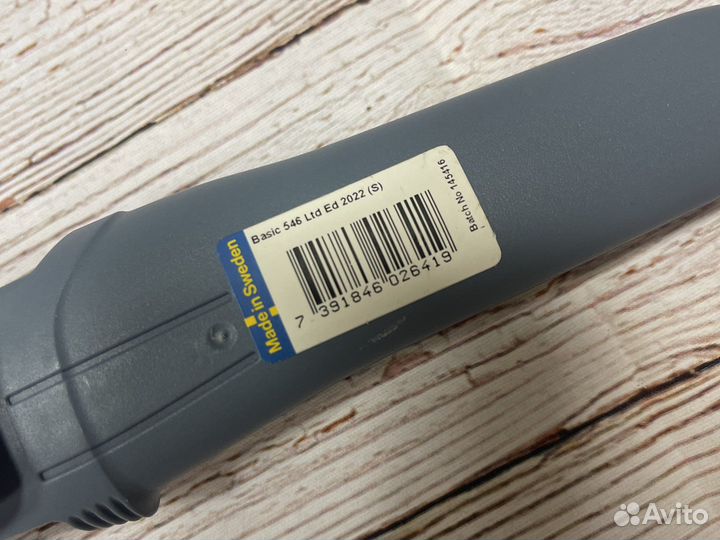 Basic 546 Ltd Ed 2022 (S)
Made in Sweden
7 391846 026419
Batch No 145416
Avito